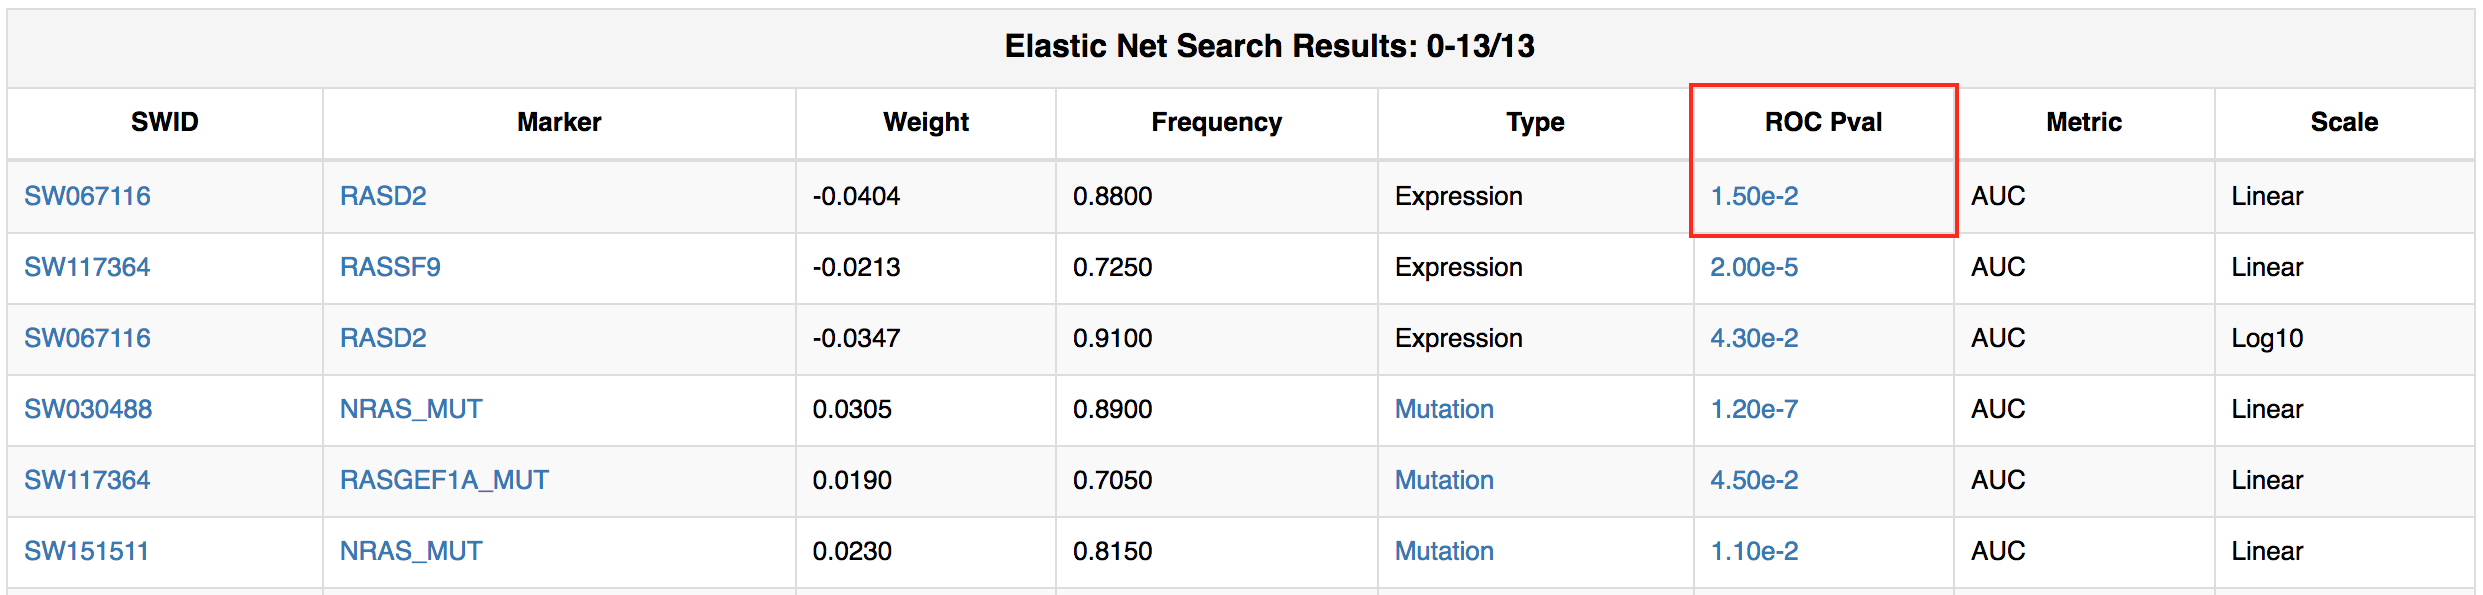 Elastic Net Search Results: 0-13/13
SWID Marker Weight Frequency Type ROC Pval Metric Scale
SW067116 RASD2 -0.0404 0.8800 Expression 1.50e-2 AUC Linear
SW117364 RASSF9 -0.0213 0.7250 Expression 2.00e-5 AUC Linear
SW067116 RASD2 -0.0347 0.9100 Expression 4.30e-2 AUC Log10
SW030488 NRAS_MUT 0.0305 0.8900 Mutation 1.20e-7 AUC Linear
SW117364 RASGEF1A_MUT 0.0190 0.7050 Mutation 4.50e-2 AUC Linear
SW151511 NRAS_MUT 0.0230 0.8150 Mutation 1.10e-2 AUC Linear